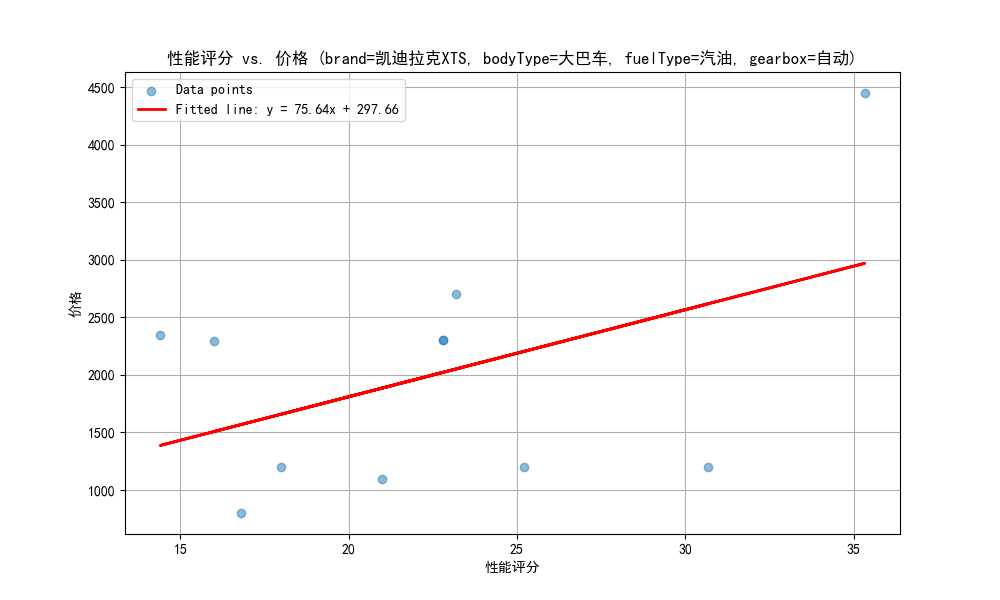 性能评分 vs. 价格 (brand=凯迪拉克XTS, bodyType=大巴车, fuelType=汽油, gearbox=自动)
Data points
Fitted line: y = 75.64x + 297.66
4500
4000
3500
3000
2500
2000
1500
1000
价格
15
20
25
30
35
性能评分